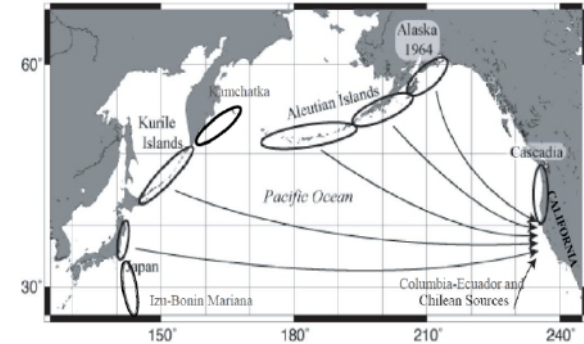 Alaska
1964
60°
Kamchatka
Aleutian Islands
Kurile
Islands
Cascadia
Pacific Ocean
CALIFORNIA
Japan
Columbia-Ecuador and
Chilean Sources
30°
Izu-Bonin Mariana
150°
180°
210°
240°